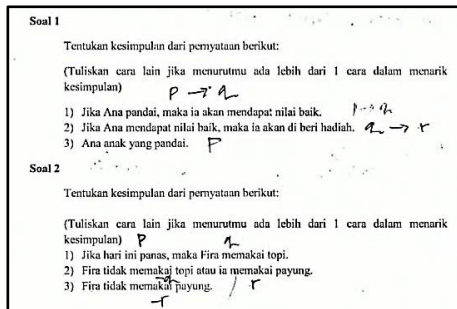 Soal 1
Tentukan kesimpulan dari pernyataan berikut:
(Tuliskan cara lain jika menurutmu ada lebih dari 1 cara dalam menarik
kesimpulan) P → q
1) Jika Ana pandai, maka ia akan mendapat nilai baik. p → q
2) Jika Ana mendapat nilai baik, maka ia akan di beri hadiah. q → r
3) Ana anak yang pandai. P
Soal 2
Tentukan kesimpulan dari pernyataan berikut:
(Tuliskan cara lain jika menurutmu ada lebih dari 1 cara dalam menarik
kesimpulan) P q
1) Jika hari ini panas, maka Fira memakai topi.
2) Fira tidak memakai topi atau ia memakai payung.
3) Fira tidak memakai payung. / r
-r